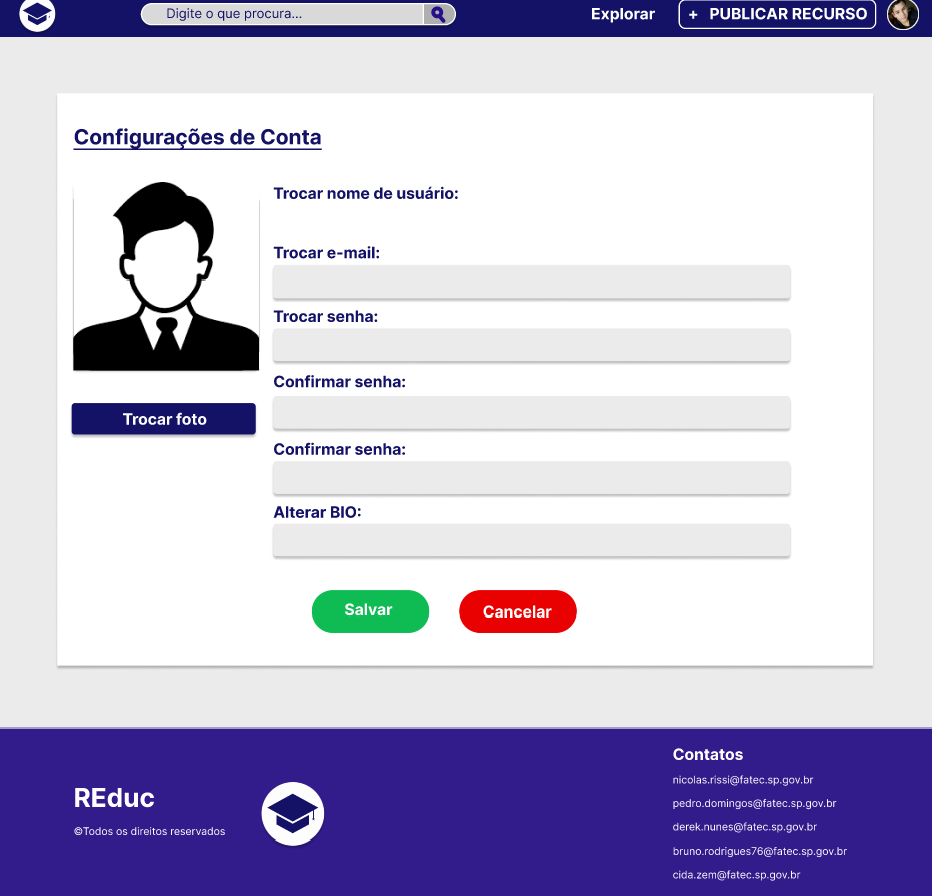 Digite o que procura...
Explorar
+ PUBLICAR RECURSO
Configurações de Conta
Trocar nome de usuário:
Trocar e-mail:
Trocar senha:
Confirmar senha:
Confirmar senha:
Alterar BIO:
Trocar foto
Salvar
Cancelar
REduc
©Todos os direitos reservados
Contatos
nicolas.rissi@fatec.sp.gov.br
pedro.domingos@fatec.sp.gov.br
derek.nunes@fatec.sp.gov.br
bruno.rodrigues76@fatec.sp.gov.br
cida.zem@fatec.sp.gov.br